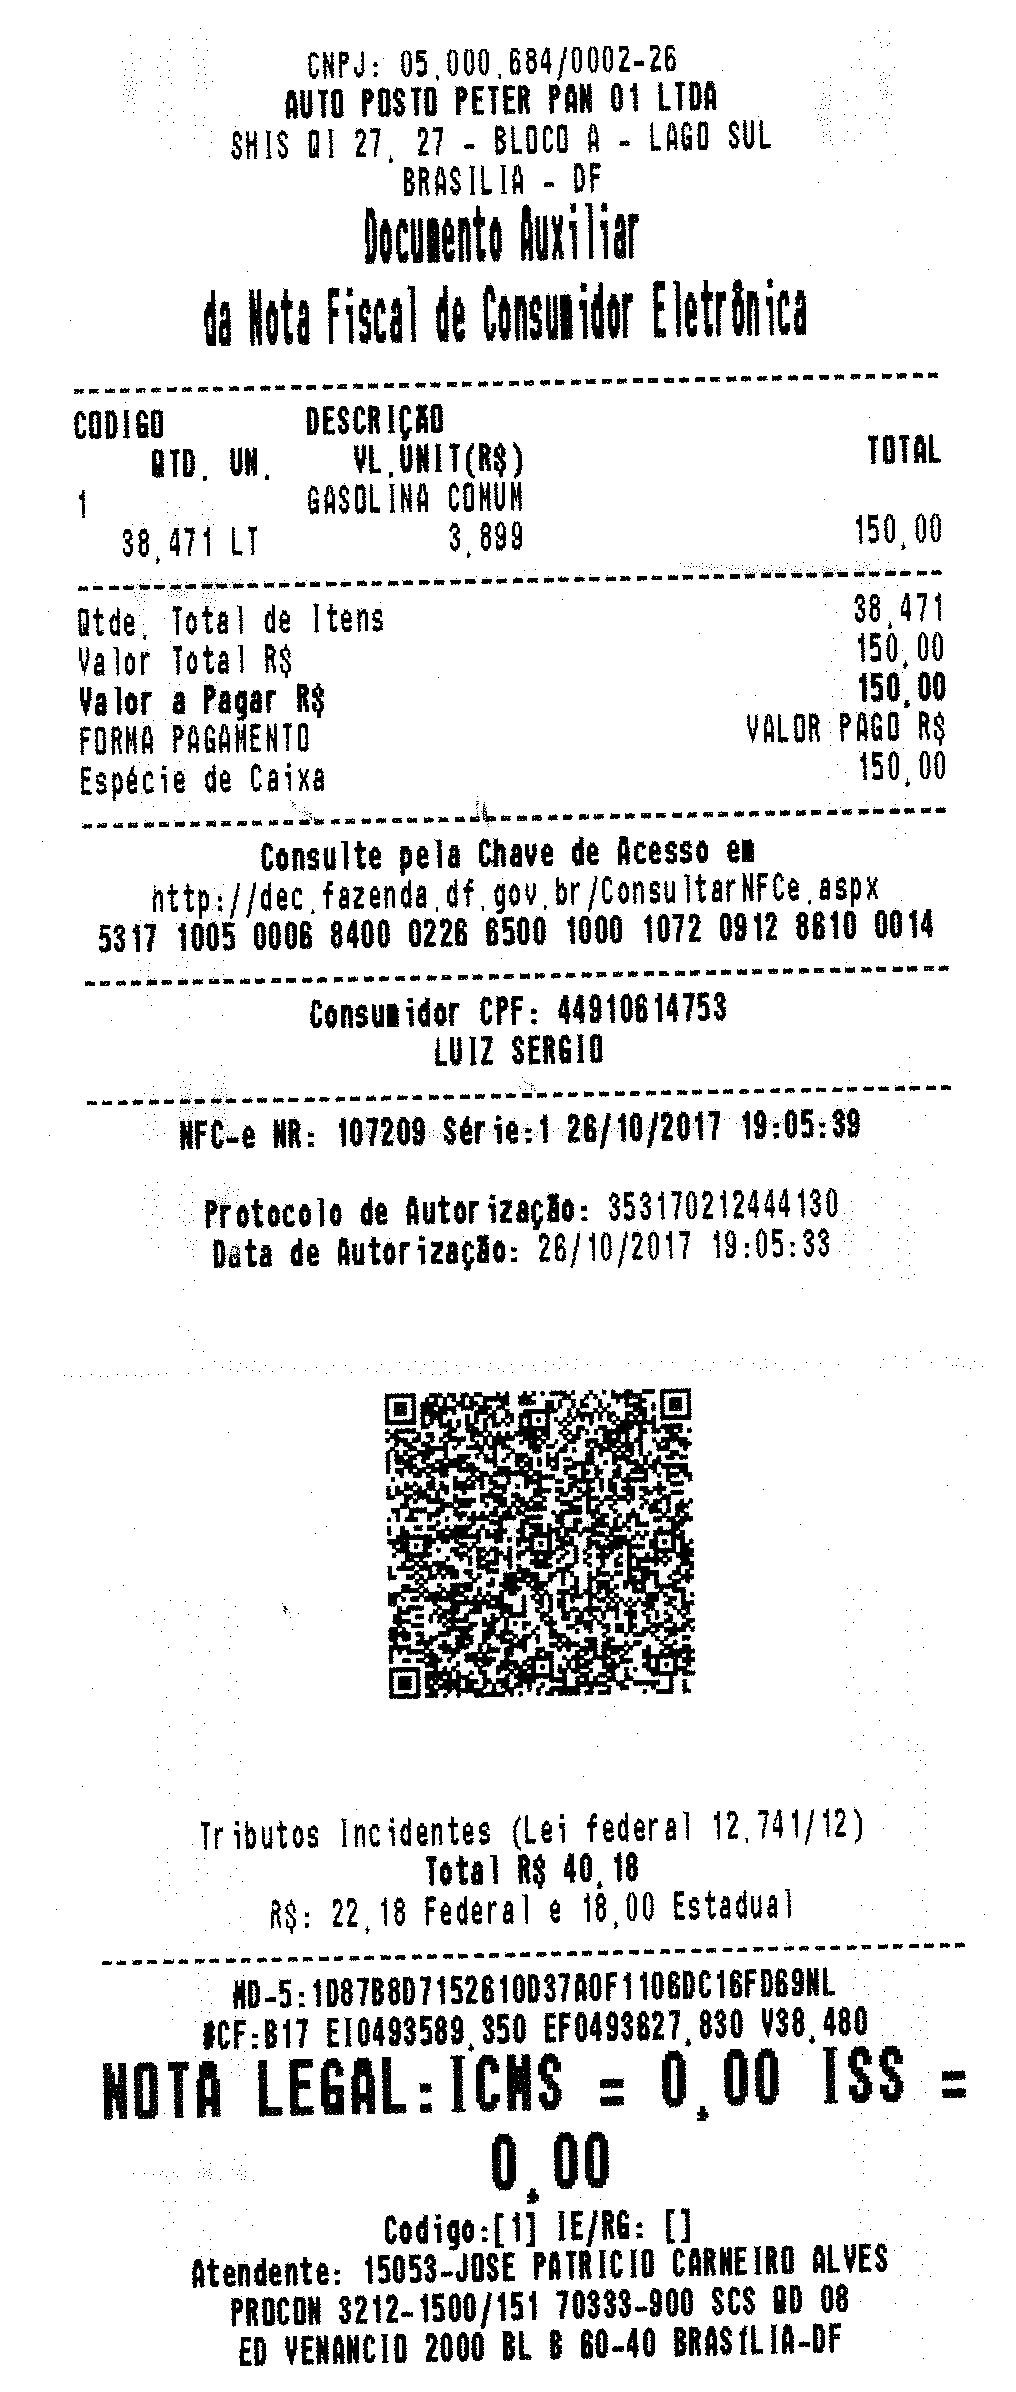 CNPJ: 05.000.684/0002-26
AUTO POSTO PETER PAN 01 LTDA
SHIS QI 27, 27 - BLOCO A - LAGO SUL
BRASILIA - DF
Documento Auxiliar
da Nota Fiscal de Consumidor Eletrônica
CODIGO DESCRIÇÃO
QTD. UN. VL.UNIT(R$) TOTAL
1 GASOLINA COMUM
38,471 LT 3,899 150,00
Qtde. Total de Itens 38,471
Valor Total R$ 150,00
Valor a Pagar R$ 150,00
FORMA PAGAMENTO VALOR PAGO R$
Espécie de Caixa 150,00
Consulte pela Chave de Acesso em
http://dec.fazenda.df.gov.br/ConsultarNFCe.aspx
5317 1005 0006 8400 0226 6500 1000 1072 0912 8610 0014
Consumidor CPF: 44910614753
LUIZ SERGIO
NFC-e NR: 107209 Série:1 26/10/2017 19:05:39
Protocolo de Autorização: 353170212444130
Data de Autorização: 26/10/2017 19:05:33
Tributos Incidentes (Lei federal 12.741/12)
Total R$ 40,18
R$: 22,18 Federal e 18,00 Estadual
MD-5:1D87B8D7152610D37A0F1106DC16FD69NL
#CF:B17 EI0493589,350 EF0493627,830 V38,480
NOTA LEGAL:ICMS = 0,00 ISS =
0,00
Codigo:[1] IE/RG: []
Atendente: 15053-JOSE PATRICIO CARNEIRO ALVES
PROCON 3212-1500/151 70333-900 SCS QD 08
ED VENANCIO 2000 BL B 60-40 BRASÍLIA-DF